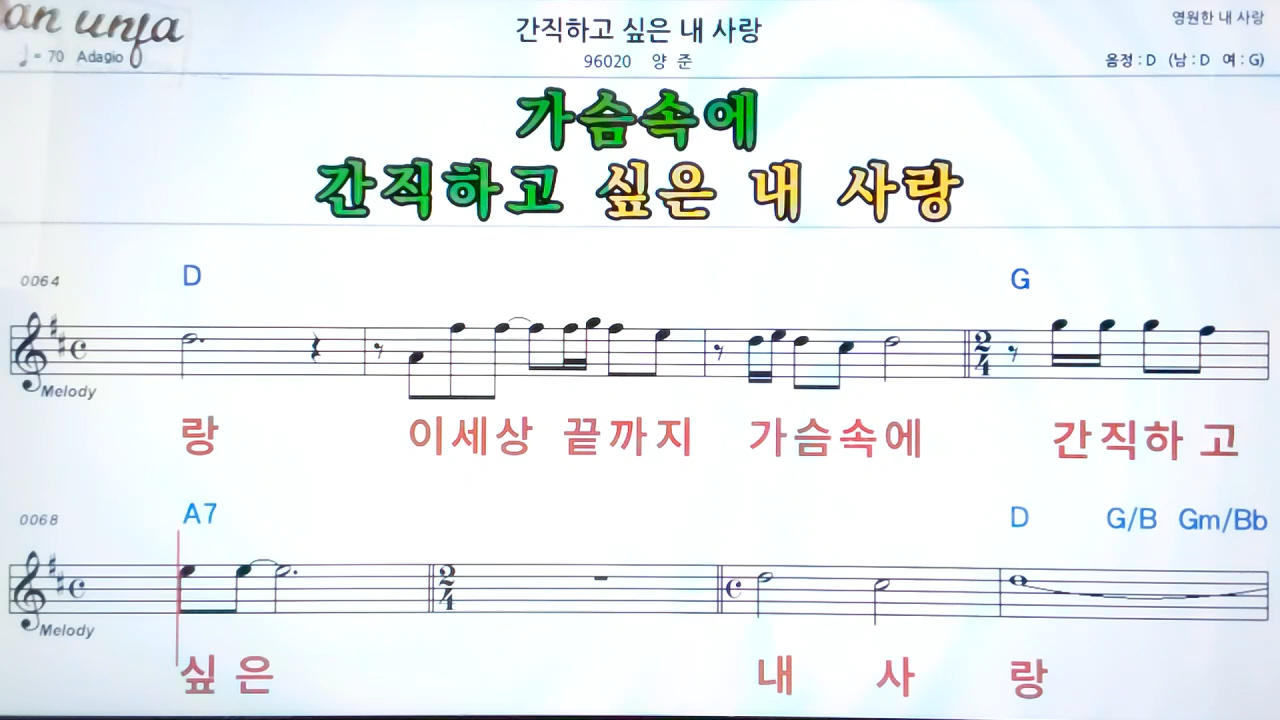 간직하고 싶은 내 사랑
영원한 내 사랑
♩= 70 Adagio
96020 양 준
음정 : D (남 : D 여 : G)
가슴속에
간직하고 싶은 내 사랑
0064 D G
Melody
랑 이세상 끝까지 가슴속에 간직하고
0068 A7 D G/B Gm/Bb
Melody
싶은 내 사 랑